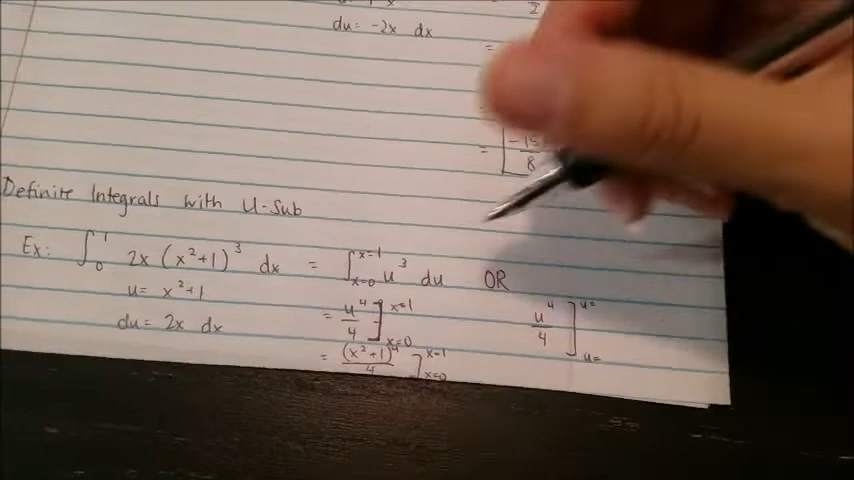 2
du = -2x dx
=
= -15/8
Definite Integrals with U-Sub
Ex: ∫₀¹ 2x (x²+1)³ dx = ∫ₓ₌₀ˣ⁼¹ u³ du OR
u = x²+1 = u⁴/4 ]ₓ₌₀ˣ⁼¹ u⁴/4 ]ᵤ₌ᵘ⁼
du = 2x dx
= (x²+1)⁴/4 ]ₓ₌₀ˣ⁼¹